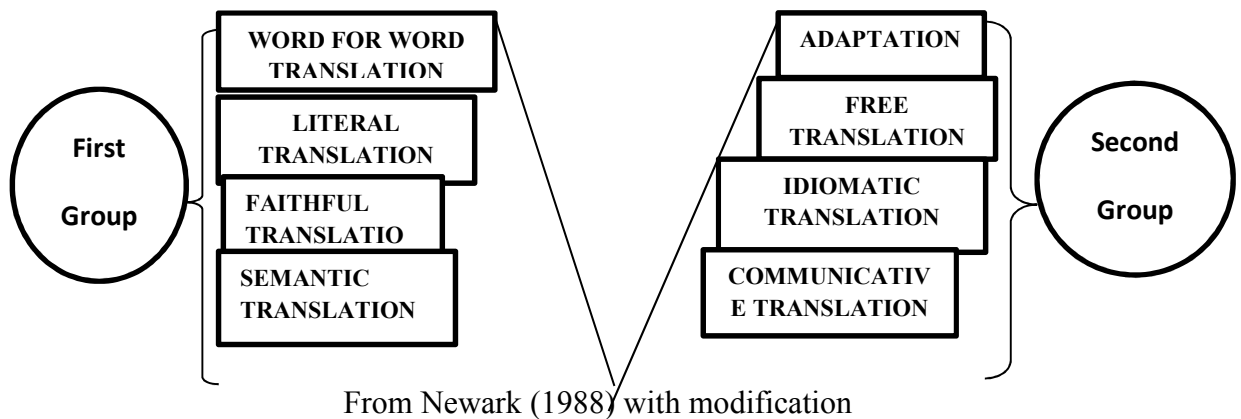 First
Group
WORD FOR WORD
TRANSLATION
LITERAL
TRANSLATION
FAITHFUL
TRANSLATIO
SEMANTIC
TRANSLATION
ADAPTATION
FREE
TRANSLATION
IDIOMATIC
TRANSLATION
COMMUNICATIV
E TRANSLATION
Second
Group
From Newark (1988) with modification